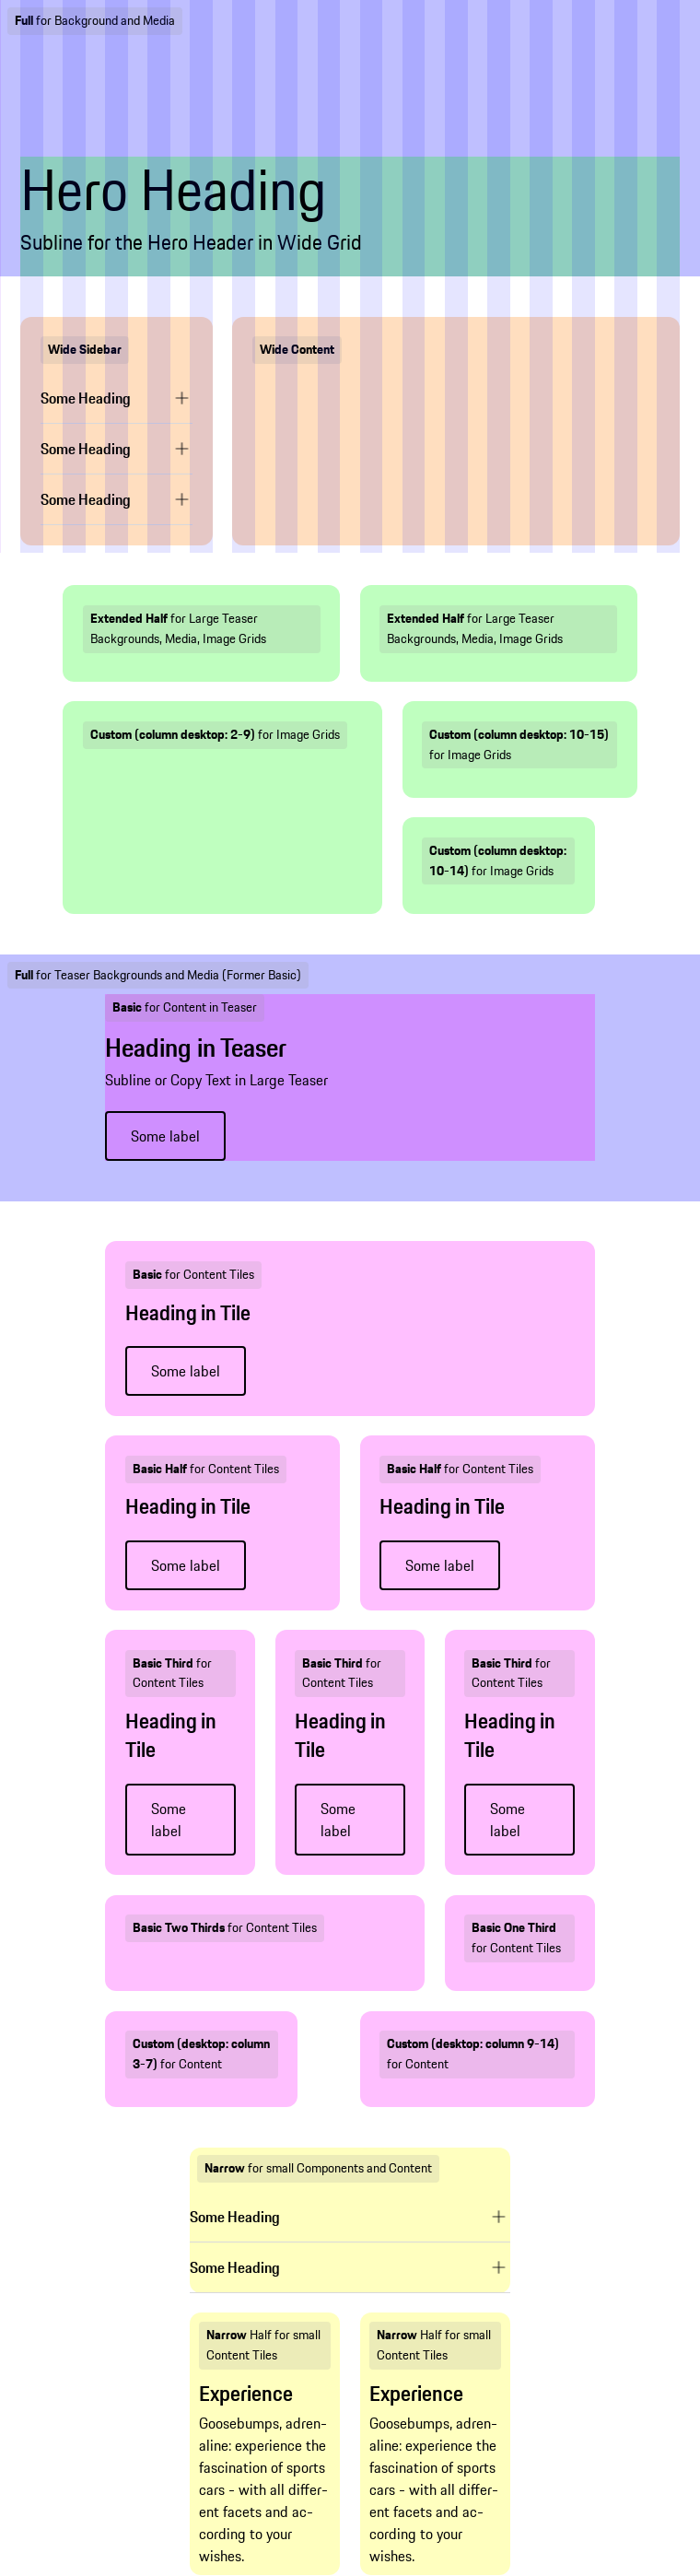 Full for Background and Media
Hero Heading
Subline for the Hero Header in Wide Grid
Wide Sidebar
Some Heading
Some Heading
Some Heading
Wide Content
Extended Half for Large Teaser
Backgrounds, Media, Image Grids
Extended Half for Large Teaser
Backgrounds, Media, Image Grids
Custom (column desktop: 2-9) for Image Grids
Custom (column desktop: 10-15)
for Image Grids
Custom (column desktop:
10-14) for Image Grids
Full for Teaser Backgrounds and Media (Former Basic)
Basic for Content in Teaser
Heading in Teaser
Subline or Copy Text in Large Teaser
Some label
Basic for Content Tiles
Heading in Tile
Some label
Basic Half for Content Tiles
Heading in Tile
Some label
Basic Half for Content Tiles
Heading in Tile
Some label
Basic Third for
Content Tiles
Heading in
Tile
Some
label
Basic Third for
Content Tiles
Heading in
Tile
Some
label
Basic Third for
Content Tiles
Heading in
Tile
Some
label
Basic Two Thirds for Content Tiles
Basic One Third
for Content Tiles
Custom (desktop: column
3-7) for Content
Custom (desktop: column 9-14)
for Content
Narrow for small Components and Content
Some Heading
Some Heading
Narrow Half for small
Content Tiles
Experience
Goosebumps, adren-
aline: experience the
fascination of sports
cars - with all differ-
ent facets and ac-
cording to your
wishes.
Narrow Half for small
Content Tiles
Experience
Goosebumps, adren-
aline: experience the
fascination of sports
cars - with all differ-
ent facets and ac-
cording to your
wishes.